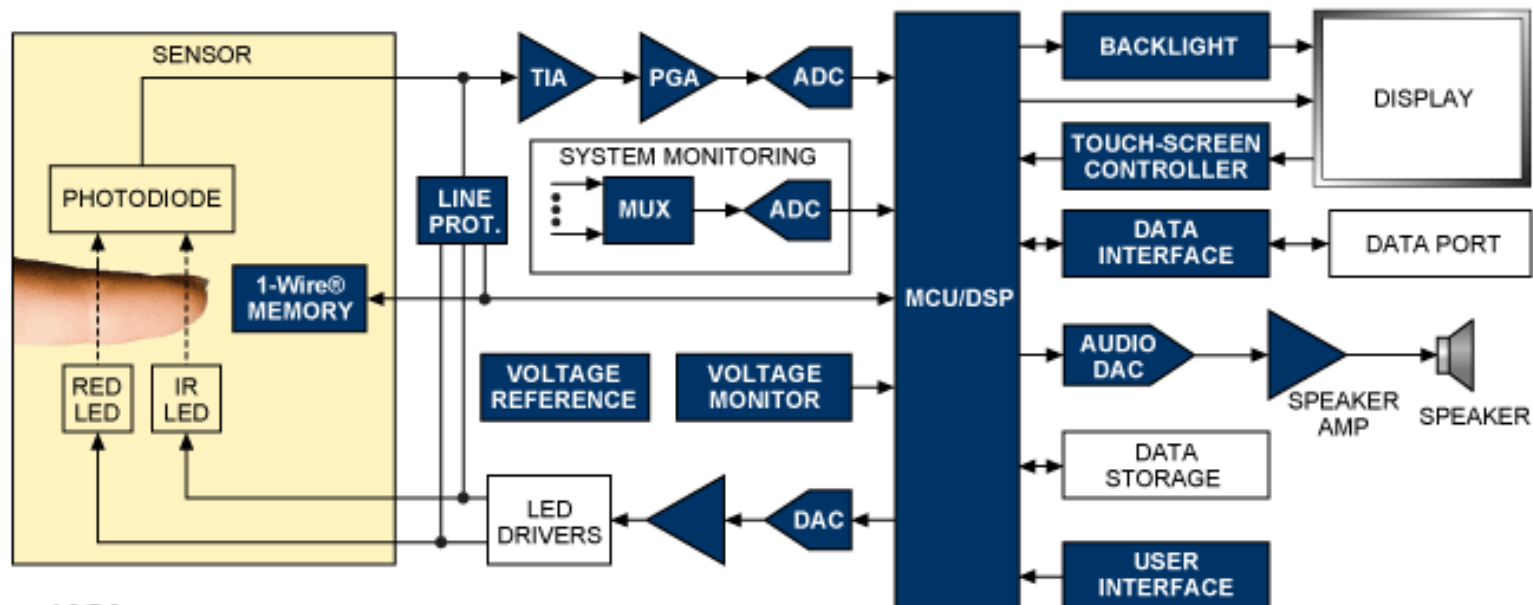 SENSOR
TIA
PGA
ADC
BACKLIGHT
DISPLAY
SYSTEM MONITORING
TOUCH-SCREEN
CONTROLLER
PHOTODIODE
LINE
PROT.
MUX
ADC
DATA
INTERFACE
DATA PORT
1-Wire®
MEMORY
MCU/DSP
RED
LED
IR
LED
VOLTAGE
REFERENCE
VOLTAGE
MONITOR
AUDIO
DAC
SPEAKER
AMP
SPEAKER
DATA
STORAGE
LED
DRIVERS
DAC
USER
INTERFACE